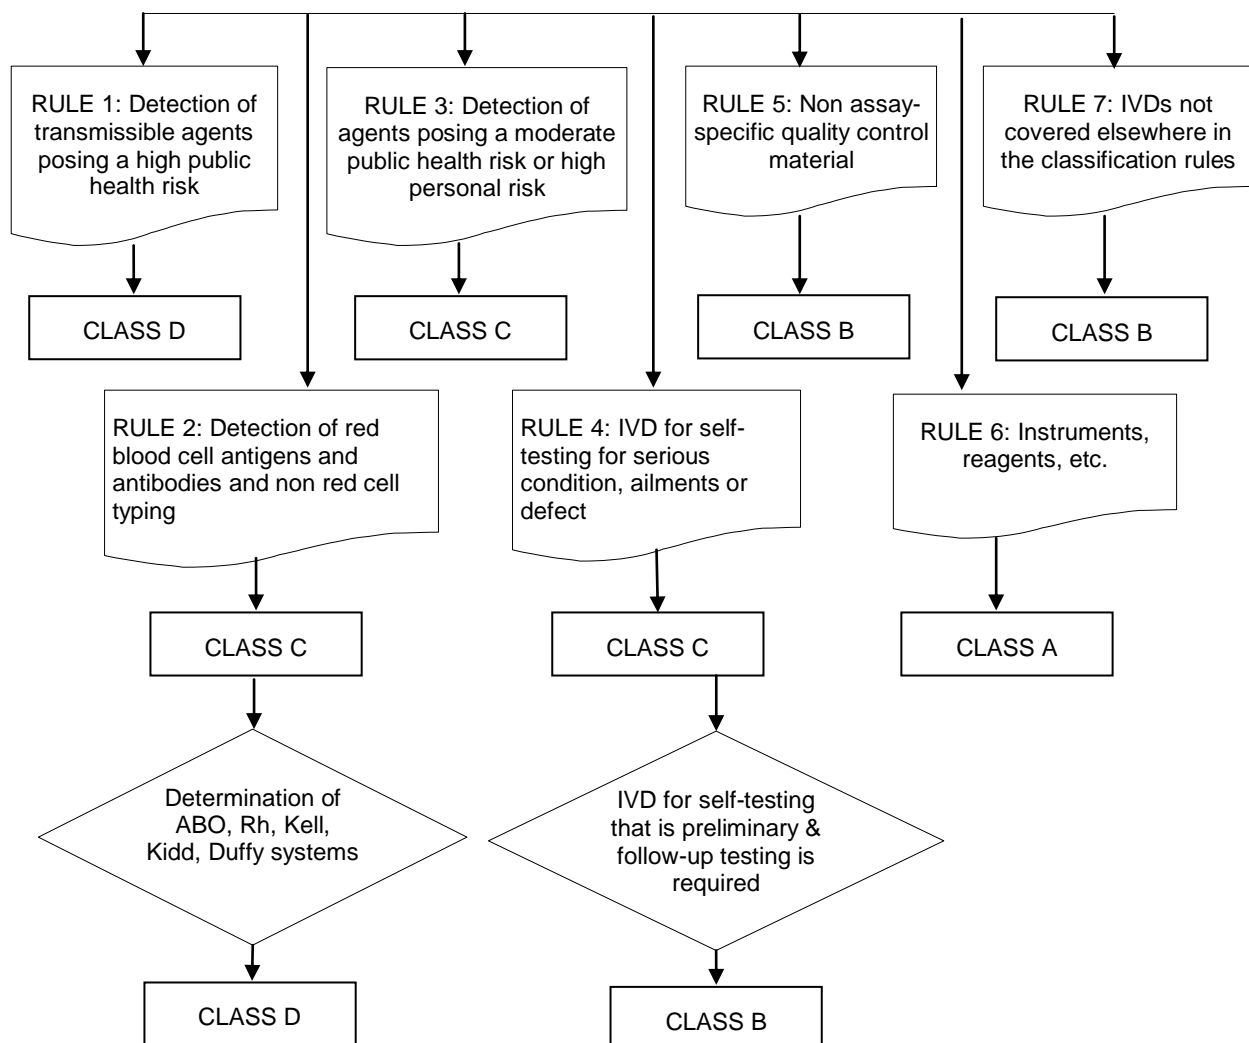 RULE 1: Detection of
transmissible agents
posing a high public
health risk
RULE 3: Detection of
agents posing a moderate
public health risk or high
personal risk
RULE 5: Non assay-
specific quality control
material
RULE 7: IVDs not
covered elsewhere in
the classification rules
CLASS D
CLASS C
CLASS B
CLASS B
RULE 2: Detection of red
blood cell antigens and
antibodies and non red cell
typing
RULE 4: IVD for self-
testing for serious
condition, ailments or
defect
RULE 6: Instruments,
reagents, etc.
CLASS C
CLASS C
CLASS A
Determination of
ABO, Rh, Kell,
Kidd, Duffy systems
IVD for self-testing
that is preliminary &
follow-up testing is
required
CLASS D
CLASS B